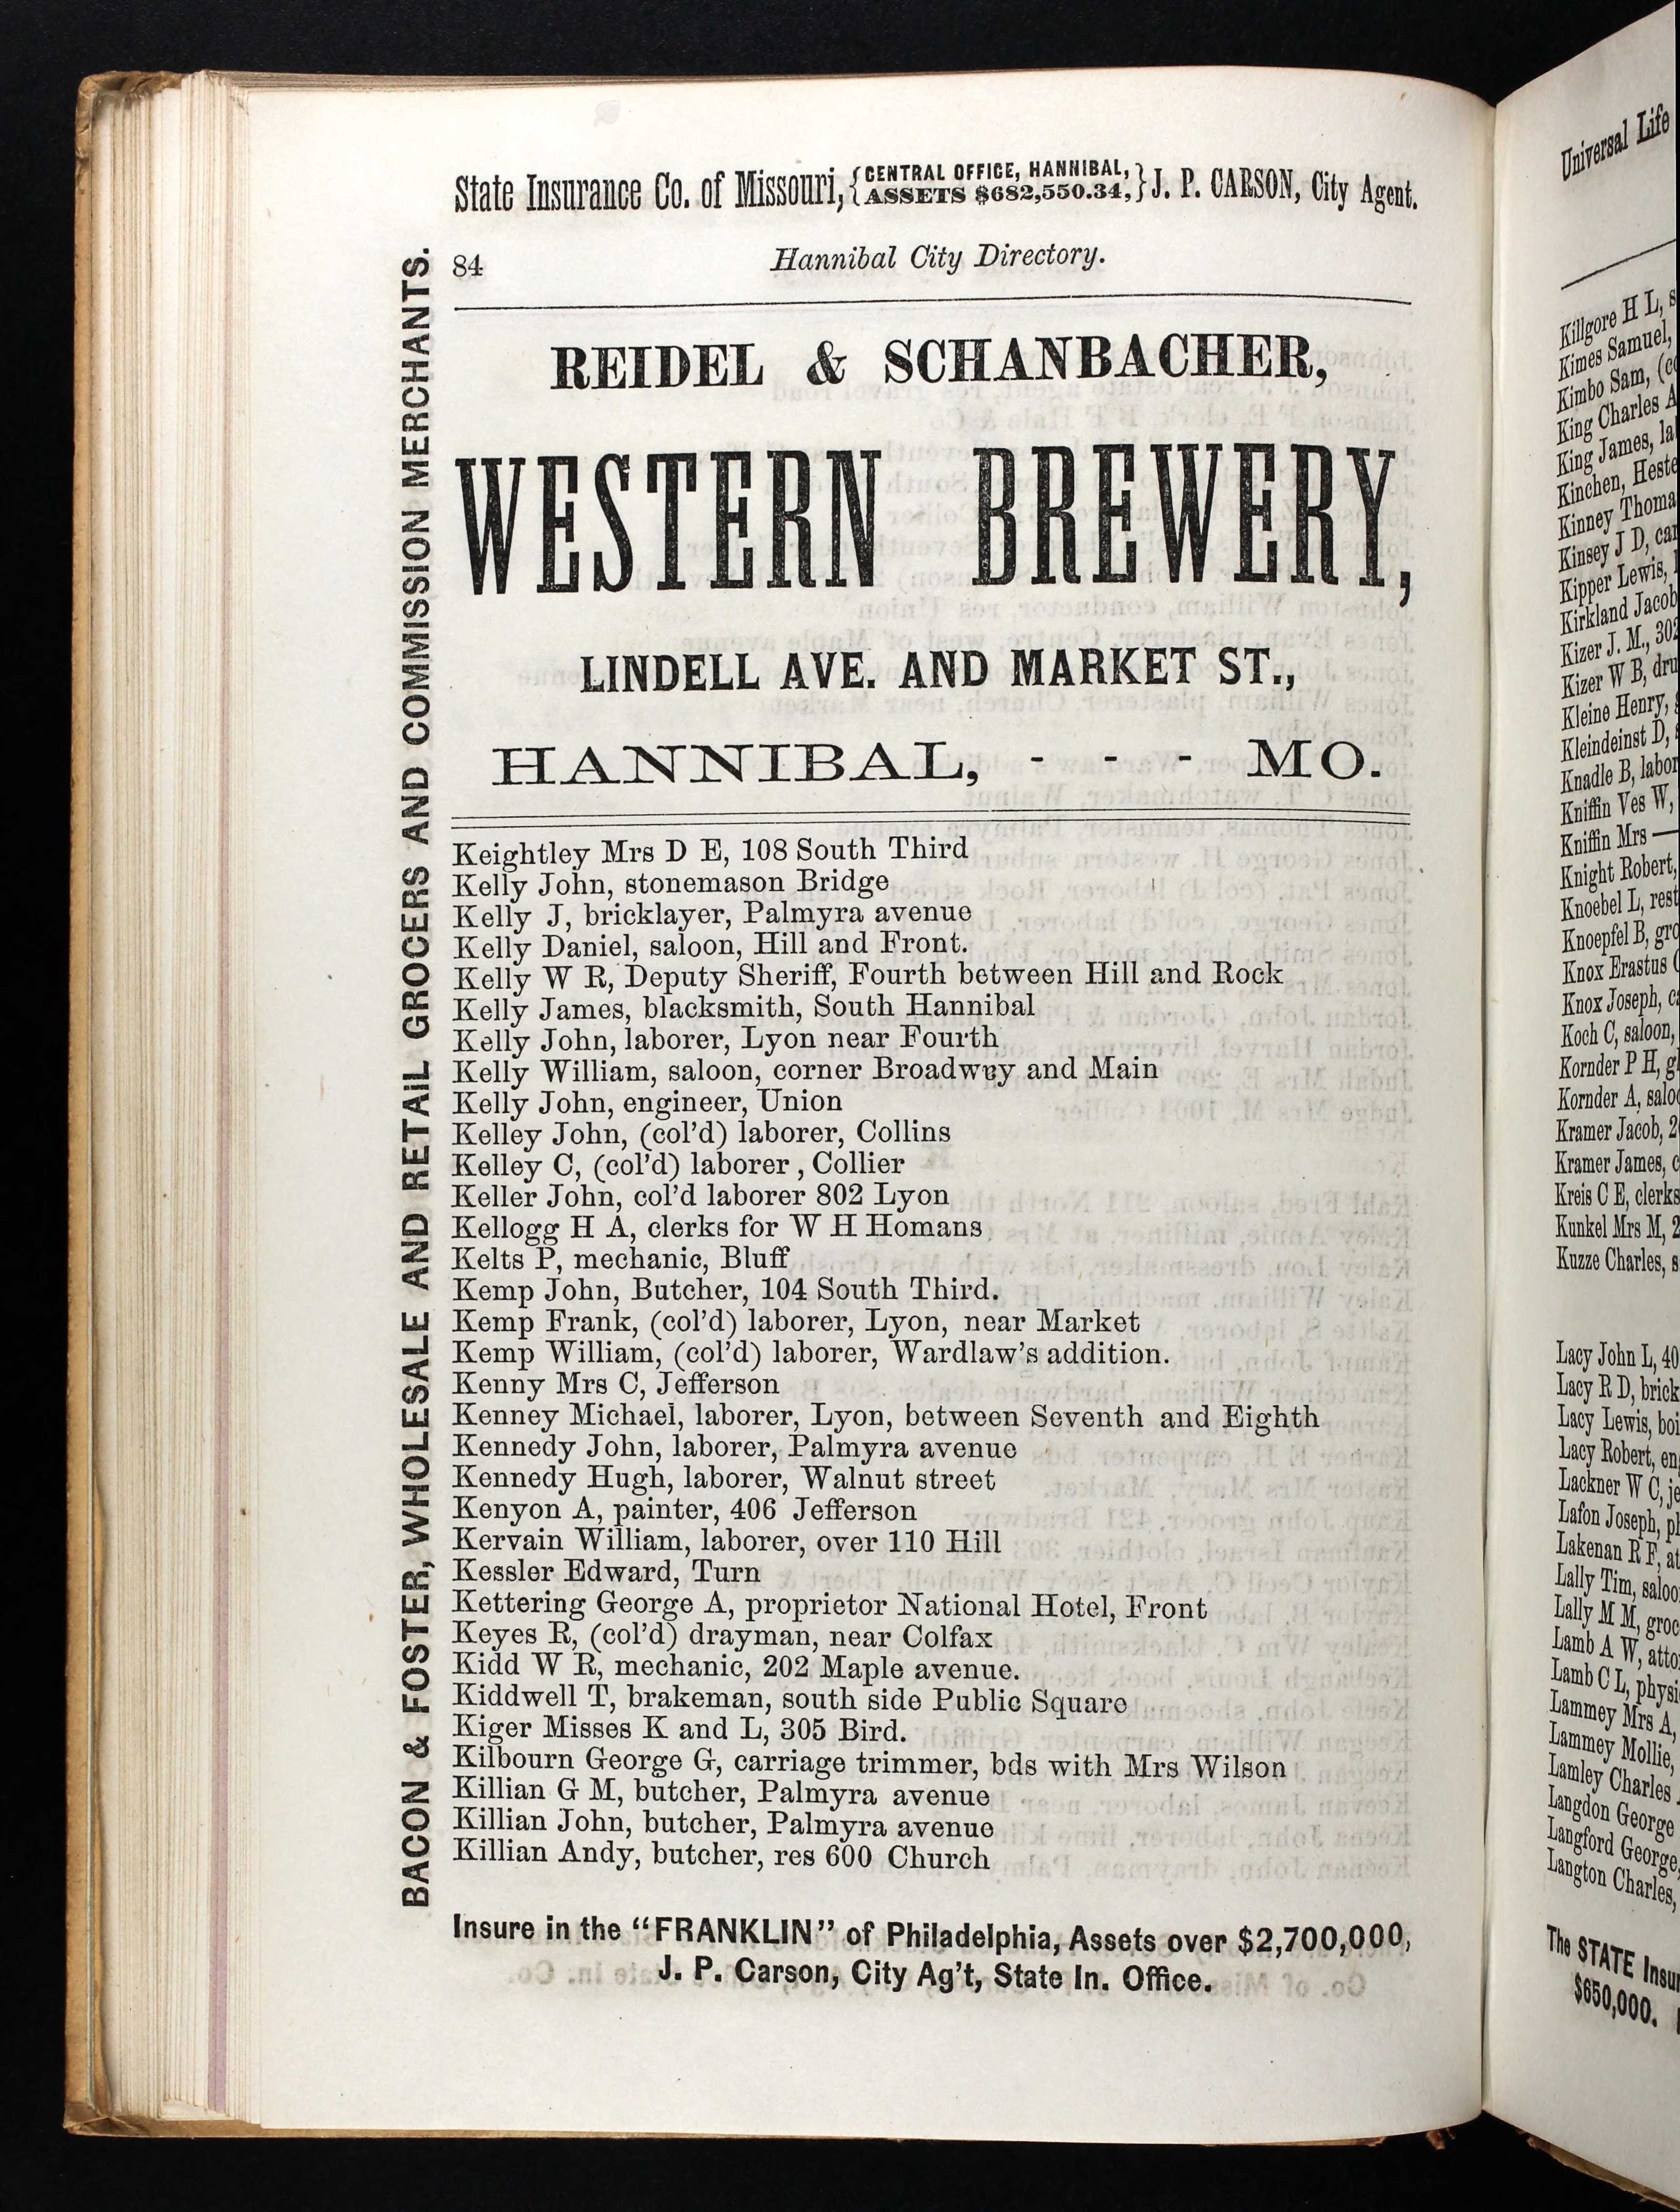 State Insurance Co. of Missouri, { CENTRAL OFFICE, HANNIBAL, ASSETS $682,550.34, } J. P. CARSON, City Agent.
84 Hannibal City Directory.
BACON & FOSTER, WHOLESALE AND RETAIL GROCERS AND COMMISSION MERCHANTS.
REIDEL & SCHANBACHER,
WESTERN BREWERY,
LINDELL AVE. AND MARKET ST.,
HANNIBAL, - - - MO.
Keightley Mrs D E, 108 South Third
Kelly John, stonemason Bridge
Kelly J, bricklayer, Palmyra avenue
Kelly Daniel, saloon, Hill and Front.
Kelly W R, Deputy Sheriff, Fourth between Hill and Rock
Kelly James, blacksmith, South Hannibal
Kelly John, laborer, Lyon near Fourth
Kelly William, saloon, corner Broadwey and Main
Kelly John, engineer, Union
Kelley John, (col'd) laborer, Collins
Kelley C, (col'd) laborer , Collier
Keller John, col'd laborer 802 Lyon
Kellogg H A, clerks for W H Homans
Kelts P, mechanic, Bluff
Kemp John, Butcher, 104 South Third.
Kemp Frank, (col'd) laborer, Lyon, near Market
Kemp William, (col'd) laborer, Wardlaw's addition.
Kenny Mrs C, Jefferson
Kenney Michael, laborer, Lyon, between Seventh and Eighth
Kennedy John, laborer, Palmyra avenue
Kennedy Hugh, laborer, Walnut street
Kenyon A, painter, 406 Jefferson
Kervain William, laborer, over 110 Hill
Kessler Edward, Turn
Kettering George A, proprietor National Hotel, Front
Keyes R, (col'd) drayman, near Colfax
Kidd W R, mechanic, 202 Maple avenue.
Kiddwell T, brakeman, south side Public Square
Kiger Misses K and L, 305 Bird.
Kilbourn George G, carriage trimmer, bds with Mrs Wilson
Killian G M, butcher, Palmyra avenue
Killian John, butcher, Palmyra avenue
Killian Andy, butcher, res 600 Church
Insure in the "FRANKLIN" of Philadelphia, Assets over $2,700,000,
J. P. Carson, City Ag't, State In. Office.
Universal Life
Killgore H L,
Kimes Samuel,
Kimbo Sam,
King Charles A
King James,
Kinchen,
Kinney
Kinsey J D,
Kipper Lewis,
Kirkland Jacob
Kizer J. M.,
Kizer W B,
Kleine Henry,
Kleindeinst D,
Knadle B,
Kniffin Ves W,
Kniffin Mrs —
Knight Robert,
Knoebel L,
Knoepfel B,
Knox Erastus
Knox Joseph,
Koch C, saloon,
Kornder P H,
Kornder A,
Kramer Jacob,
Kramer James,
Kreis C E, clerks
Kunkel Mrs M,
Kuzze Charles,
Lacy John L,
Lacy R D,
Lacy Lewis,
Lacy Robert,
Lackner W C,
Lafon Joseph,
Lakenan R F,
Lally Tim,
Lally M M,
Lamb A W,
Lamb C L,
Lammey Mrs A,
Lammey Mollie,
Lamley Charles
Langdon George
Langford George,
Langton Charles,
The STATE
$650,000.